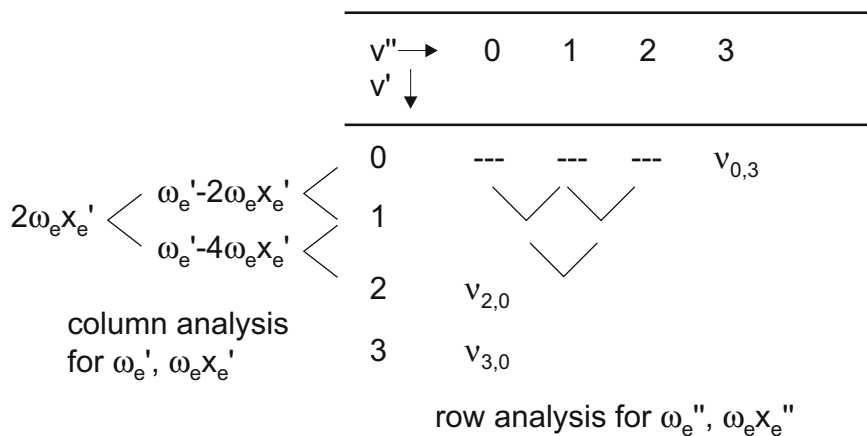 v" → 0 1 2 3
v' ↓
0 --- --- --- ν₀,₃
ωₑ'-2ωₑxₑ'
2ωₑxₑ' 1
ωₑ'-4ωₑxₑ'
2 ν₂,₀
column analysis
for ωₑ', ωₑxₑ'
3 ν₃,₀
row analysis for ωₑ", ωₑxₑ"